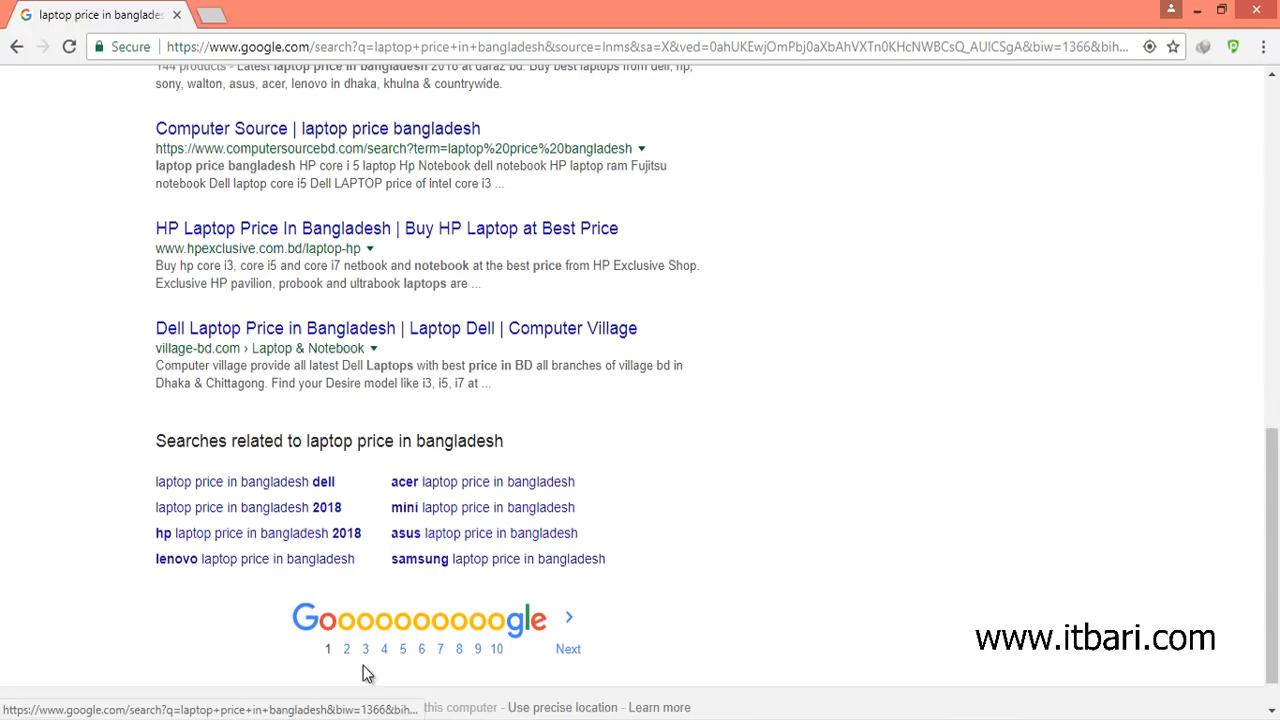 laptop price in banglades
Secure https://www.google.com/search?q=laptop+price+in+bangladesh&source=lnms&sa=X&ved=0ahUKEwjOmPbj0aXbAhVXTn0KHcNWBCsQ_AUICSgA&biw=1366&bih...
144 products - Latest laptop price in bangladesh 2018 at daraz bd. Buy best laptops from dell, hp,
sony, walton, asus, acer, lenovo in dhaka, khulna & countrywide.
Computer Source | laptop price bangladesh
https://www.computersourcebd.com/search?term=laptop%20price%20bangladesh
laptop price bangladesh HP core i 5 laptop Hp Notebook dell notebook HP laptop ram Fujitsu
notebook Dell laptop core i5 Dell LAPTOP price of intel core i3 ...
HP Laptop Price In Bangladesh | Buy HP Laptop at Best Price
www.hpexclusive.com.bd/laptop-hp
Buy hp core i3, core i5 and core i7 netbook and notebook at the best price from HP Exclusive Shop.
Exclusive HP pavilion, probook and ultrabook laptops are ...
Dell Laptop Price in Bangladesh | Laptop Dell | Computer Village
village-bd.com › Laptop & Notebook
Computer village provide all latest Dell Laptops with best price in BD all branches of village bd in
Dhaka & Chittagong. Find your Desire model like i3, i5, i7 at ...
Searches related to laptop price in bangladesh
laptop price in bangladesh dell acer laptop price in bangladesh
laptop price in bangladesh 2018 mini laptop price in bangladesh
hp laptop price in bangladesh 2018 asus laptop price in bangladesh
lenovo laptop price in bangladesh samsung laptop price in bangladesh
Goooooooooogle >
1 2 3 4 5 6 7 8 9 10 Next
www.itbari.com
https://www.google.com/search?q=laptop+price+in+bangladesh&biw=1366&bih... this computer - Use precise location - Learn more